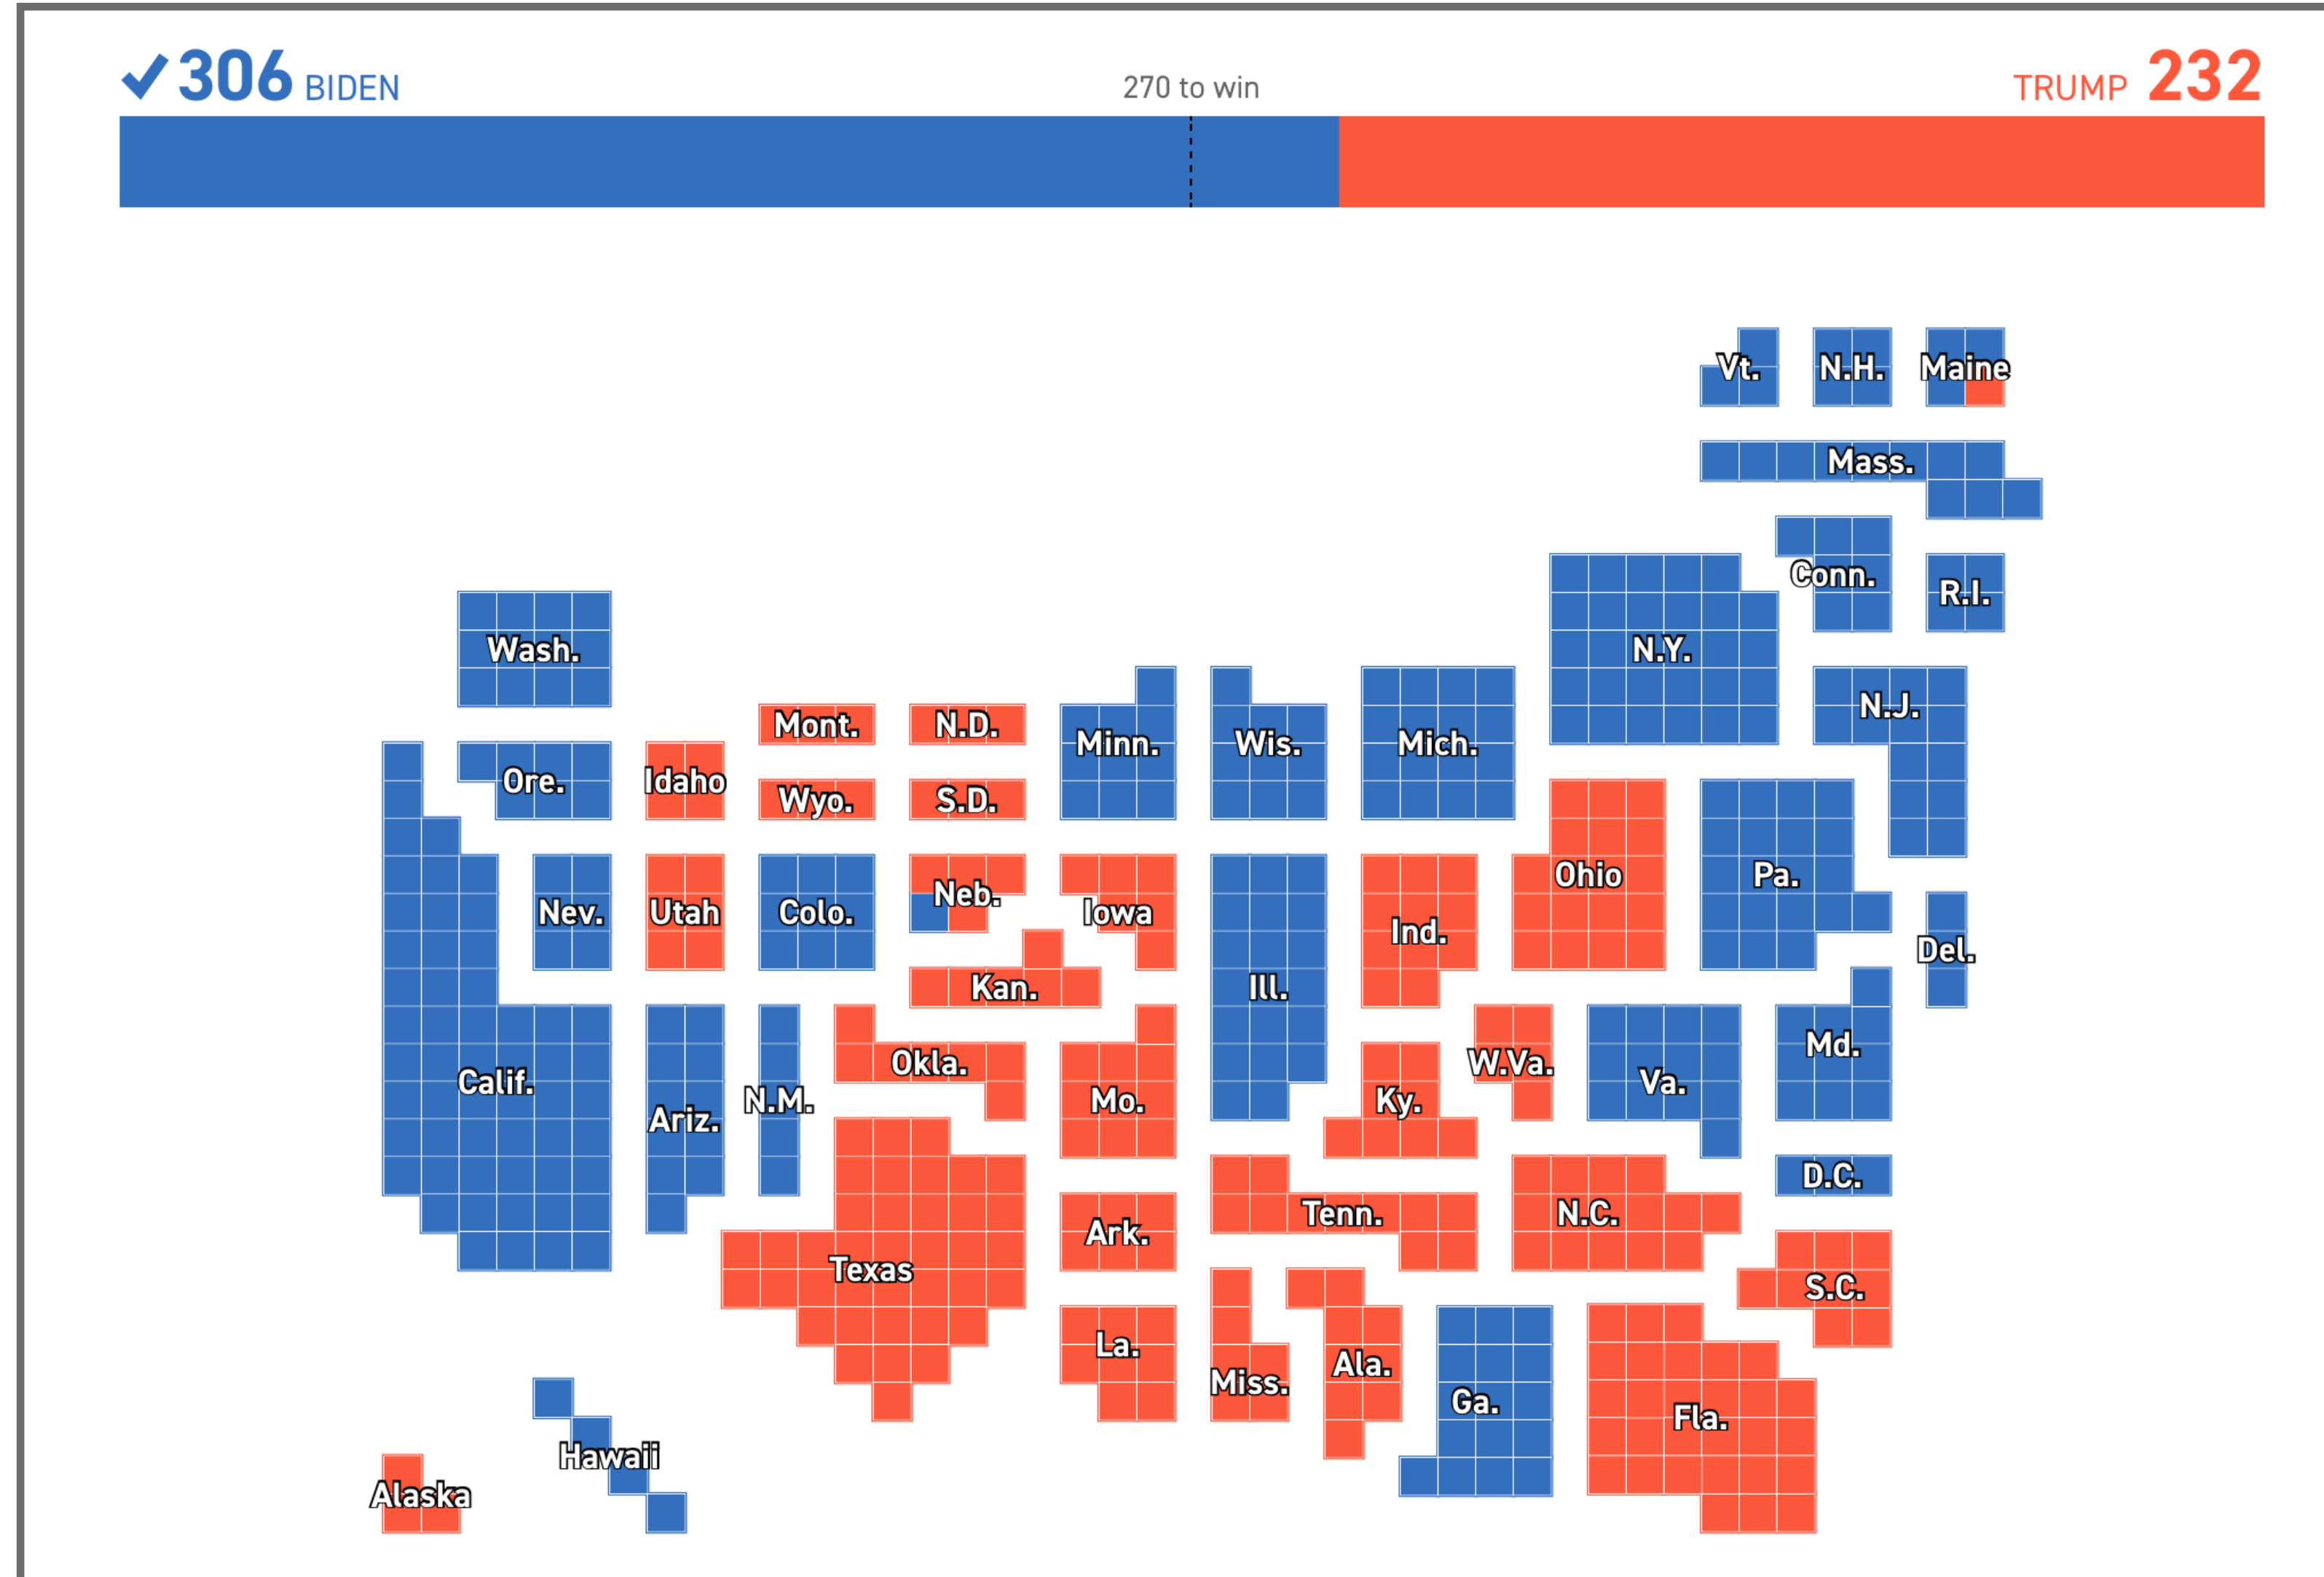 306 BIDEN
270 to win
TRUMP 232
Vt.
N.H.
Maine
Mass.
Conn.
R.I.
Wash.
N.Y.
N.J.
Mont.
N.D.
Minn.
Wis.
Mich.
Ore.
Idaho
Wyo.
S.D.
Ohio
Pa.
Nev.
Utah
Colo.
Neb.
Iowa
Ind.
Del.
Kan.
Ill.
Md.
Calif.
Okla.
W.Va.
Va.
Ariz.
N.M.
Mo.
Ky.
D.C.
Tenn.
N.C.
Ark.
Texas
S.C.
La.
Miss.
Ala.
Ga.
Fla.
Hawaii
Alaska